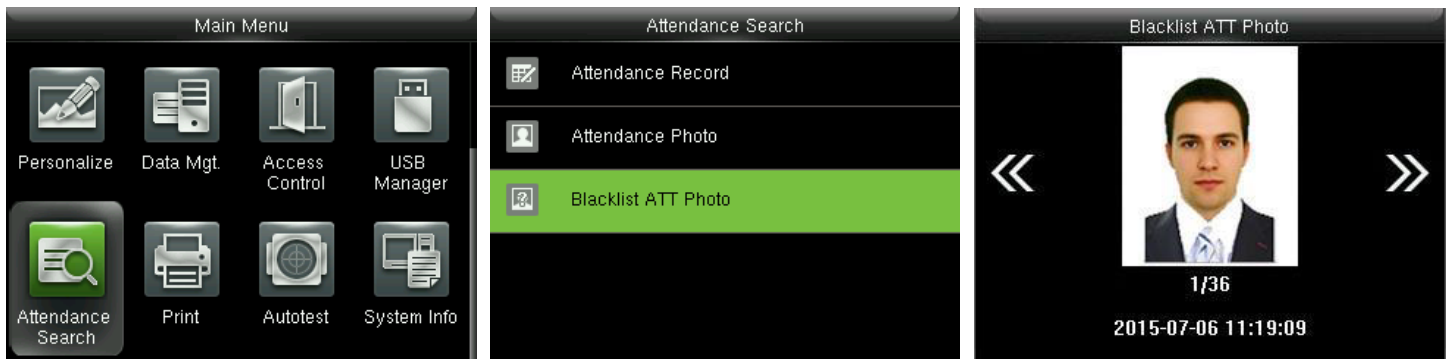 Main Menu
Personalize
Data Mgt.
Access
Control
USB
Manager
Attendance
Search
Print
Autotest
System Info
Attendance Search
Attendance Record
Attendance Photo
Blacklist ATT Photo
Blacklist ATT Photo
1/36
2015-07-06 11:19:09